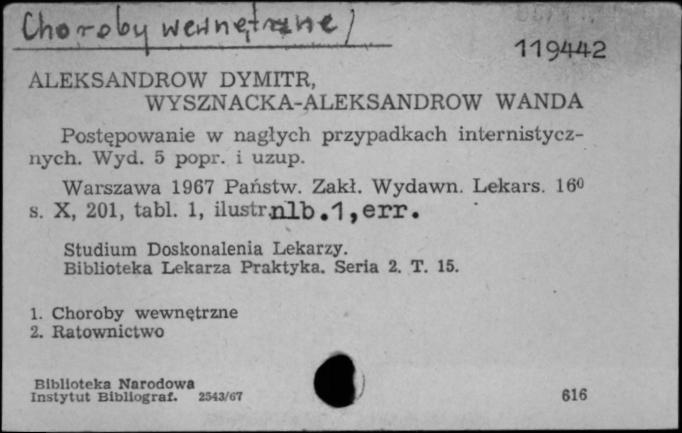 Choroby wewnętrzne)
119442
ALEKSANDROW DYMITR,
WYSZNACKA-ALEKSANDROW WANDA
Postępowanie w nagłych przypadkach internistycz-
nych. Wyd. 5 popr. i uzup.
Warszawa 1967 Państw. Zakł. Wydawn. Lekars. 16⁰
s. X, 201, tabl. 1, ilustr.nlb.1,err.
Studium Doskonalenia Lekarzy.
Biblioteka Lekarza Praktyka. Seria 2. T. 15.
1. Choroby wewnętrzne
2. Ratownictwo
Biblioteka Narodowa
Instytut Bibliograf. 2543/67
616